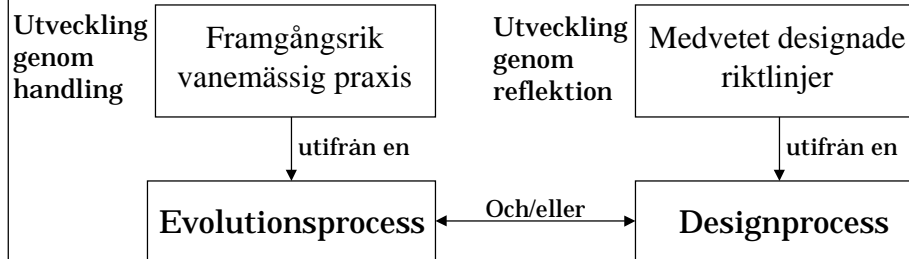 Utveckling
genom
handling
Framgångsrik
vanemässig praxis
Utveckling
genom
reflektion
Medvetet designade
riktlinjer
utifrån en
utifrån en
Evolutionsprocess
Och/eller
Designprocess